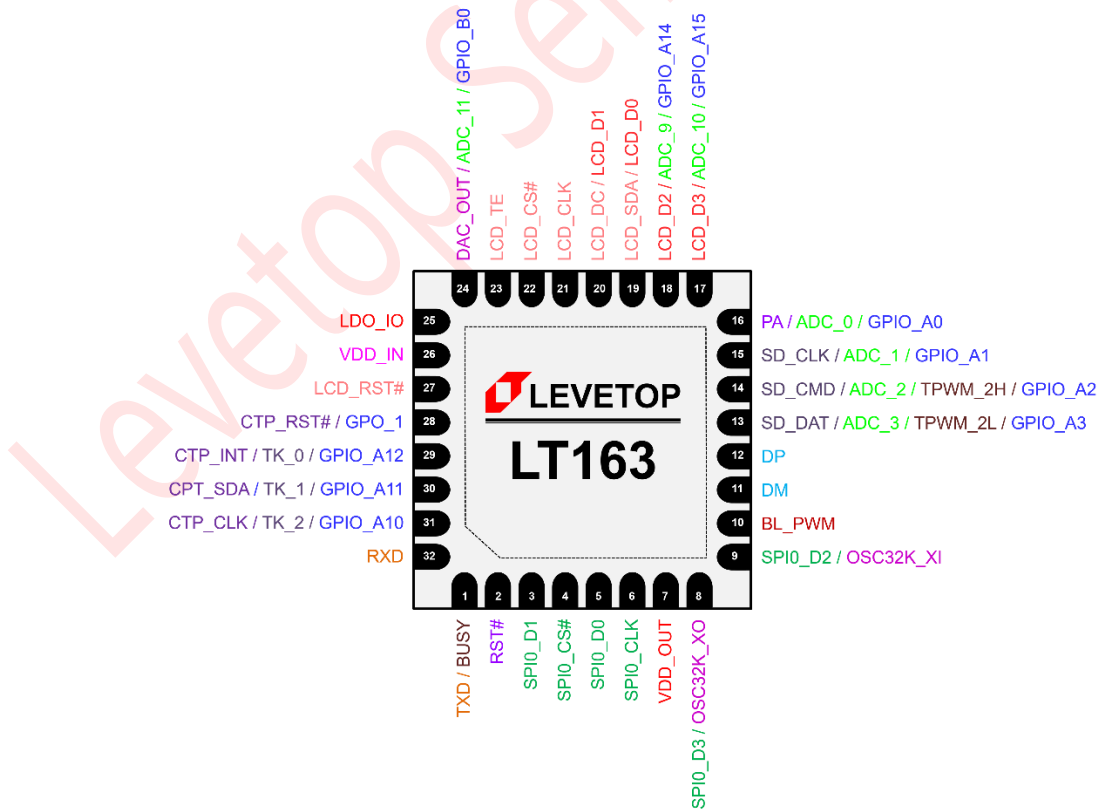 Levetop Se
DAC_OUT / ADC_11 / GPIO_B0
LCD_TE
LCD_CS#
LCD_CLK
LCD_DC / LCD_D1
LCD_SDA / LCD_D0
LCD_D2 / ADC_9 / GPIO_A14
LCD_D3 / ADC_10 / GPIO_A15
24 23 22 21 20 19 18 17
LDO_IO 25
VDD_IN 26
LCD_RST# 27
CTP_RST# / GPO_1 28
CTP_INT / TK_0 / GPIO_A12 29
CPT_SDA / TK_1 / GPIO_A11 30
CTP_CLK / TK_2 / GPIO_A10 31
RXD 32
LEVETOP
LT163
16 PA / ADC_0 / GPIO_A0
15 SD_CLK / ADC_1 / GPIO_A1
14 SD_CMD / ADC_2 / TPWM_2H / GPIO_A2
13 SD_DAT / ADC_3 / TPWM_2L / GPIO_A3
12 DP
11 DM
10 BL_PWM
9 SPI0_D2 / OSC32K_XI
1 2 3 4 5 6 7 8
TXD / BUSY
RST#
SPI0_D1
SPI0_CS#
SPI0_D0
SPI0_CLK
VDD_OUT
SPI0_D3 / OSC32K_XO